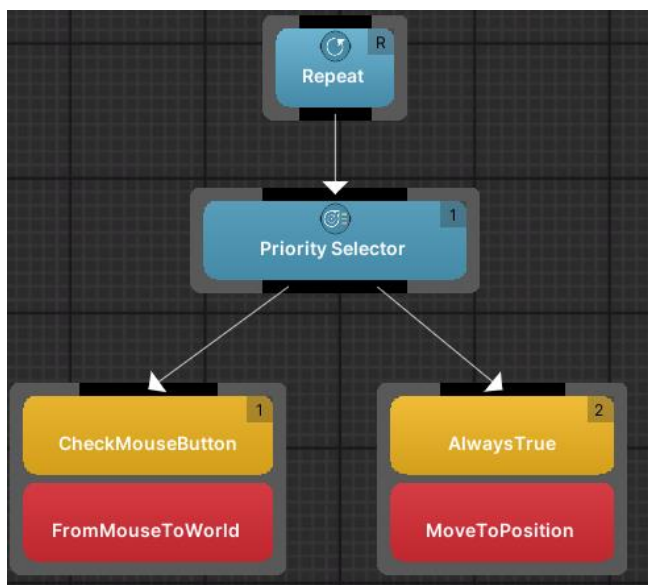 R
Repeat
1
Priority Selector
1
CheckMouseButton
FromMouseToWorld
2
AlwaysTrue
MoveToPosition